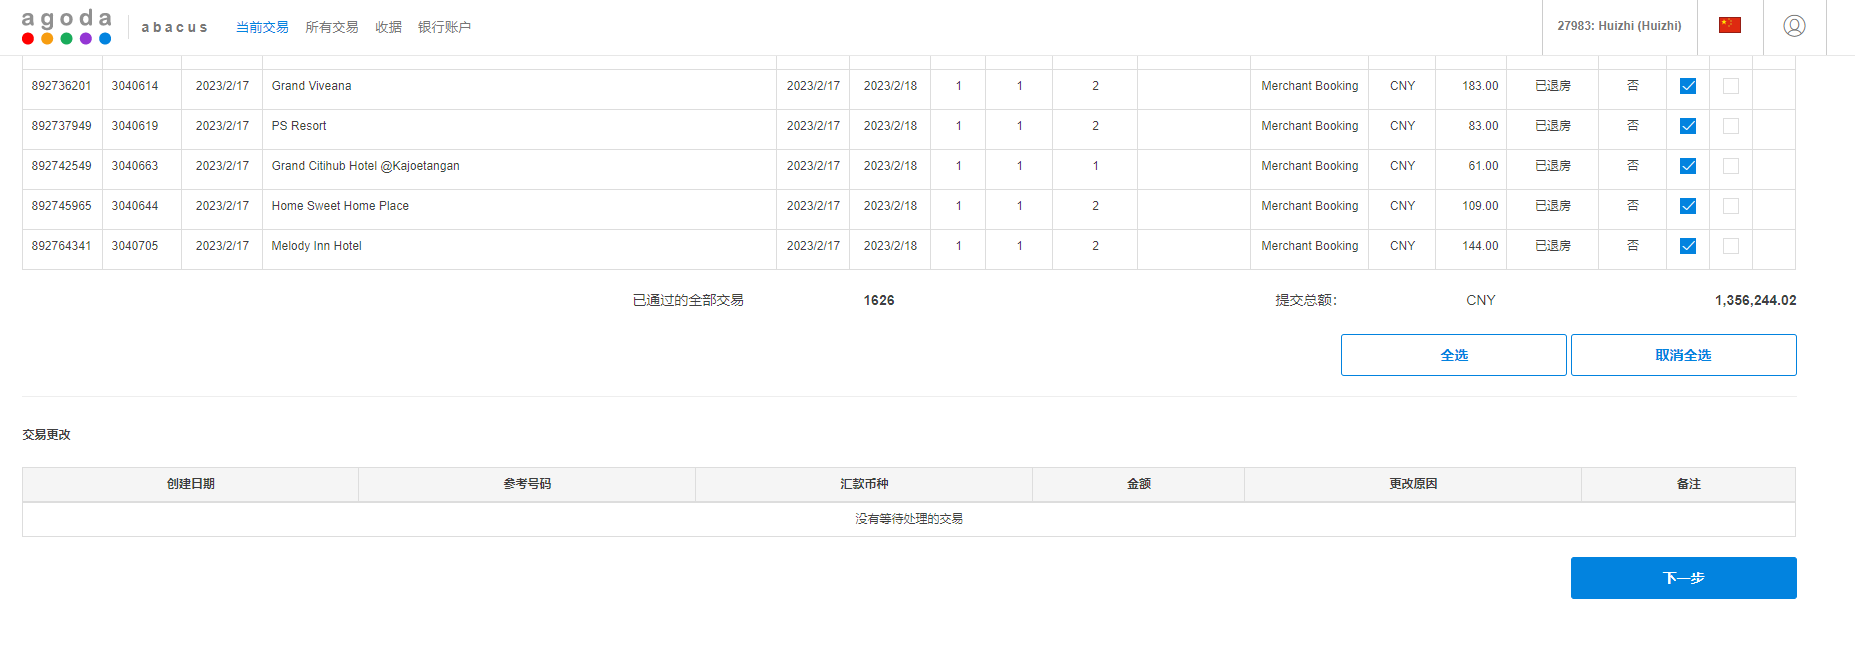 agoda abacus 当前交易 所有交易 收据 银行账户 27983: Huizhi (Huizhi)
892736201 3040614 2023/2/17 Grand Viveana 2023/2/17 2023/2/18 1 1 2 Merchant Booking CNY 183.00 已退房 否
892737949 3040619 2023/2/17 PS Resort 2023/2/17 2023/2/18 1 1 2 Merchant Booking CNY 83.00 已退房 否
892742549 3040663 2023/2/17 Grand Citihub Hotel @Kajoetangan 2023/2/17 2023/2/18 1 1 1 Merchant Booking CNY 61.00 已退房 否
892745965 3040644 2023/2/17 Home Sweet Home Place 2023/2/17 2023/2/18 1 1 2 Merchant Booking CNY 109.00 已退房 否
892764341 3040705 2023/2/17 Melody Inn Hotel 2023/2/17 2023/2/18 1 1 2 Merchant Booking CNY 144.00 已退房 否
已通过的全部交易 1626 提交总额: CNY 1,356,244.02
全选 取消全选
交易更改
创建日期 参考号码 汇款币种 金额 更改原因 备注
没有等待处理的交易
下一步